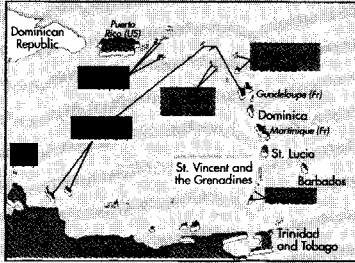 Dominican
Republic
Puerto
Rico (US)
Guadeloupe (Fr)
Dominica
Martinique (Fr)
St. Lucia
St. Vincent and
the Grenadines
Barbados
Trinidad
and Tobago